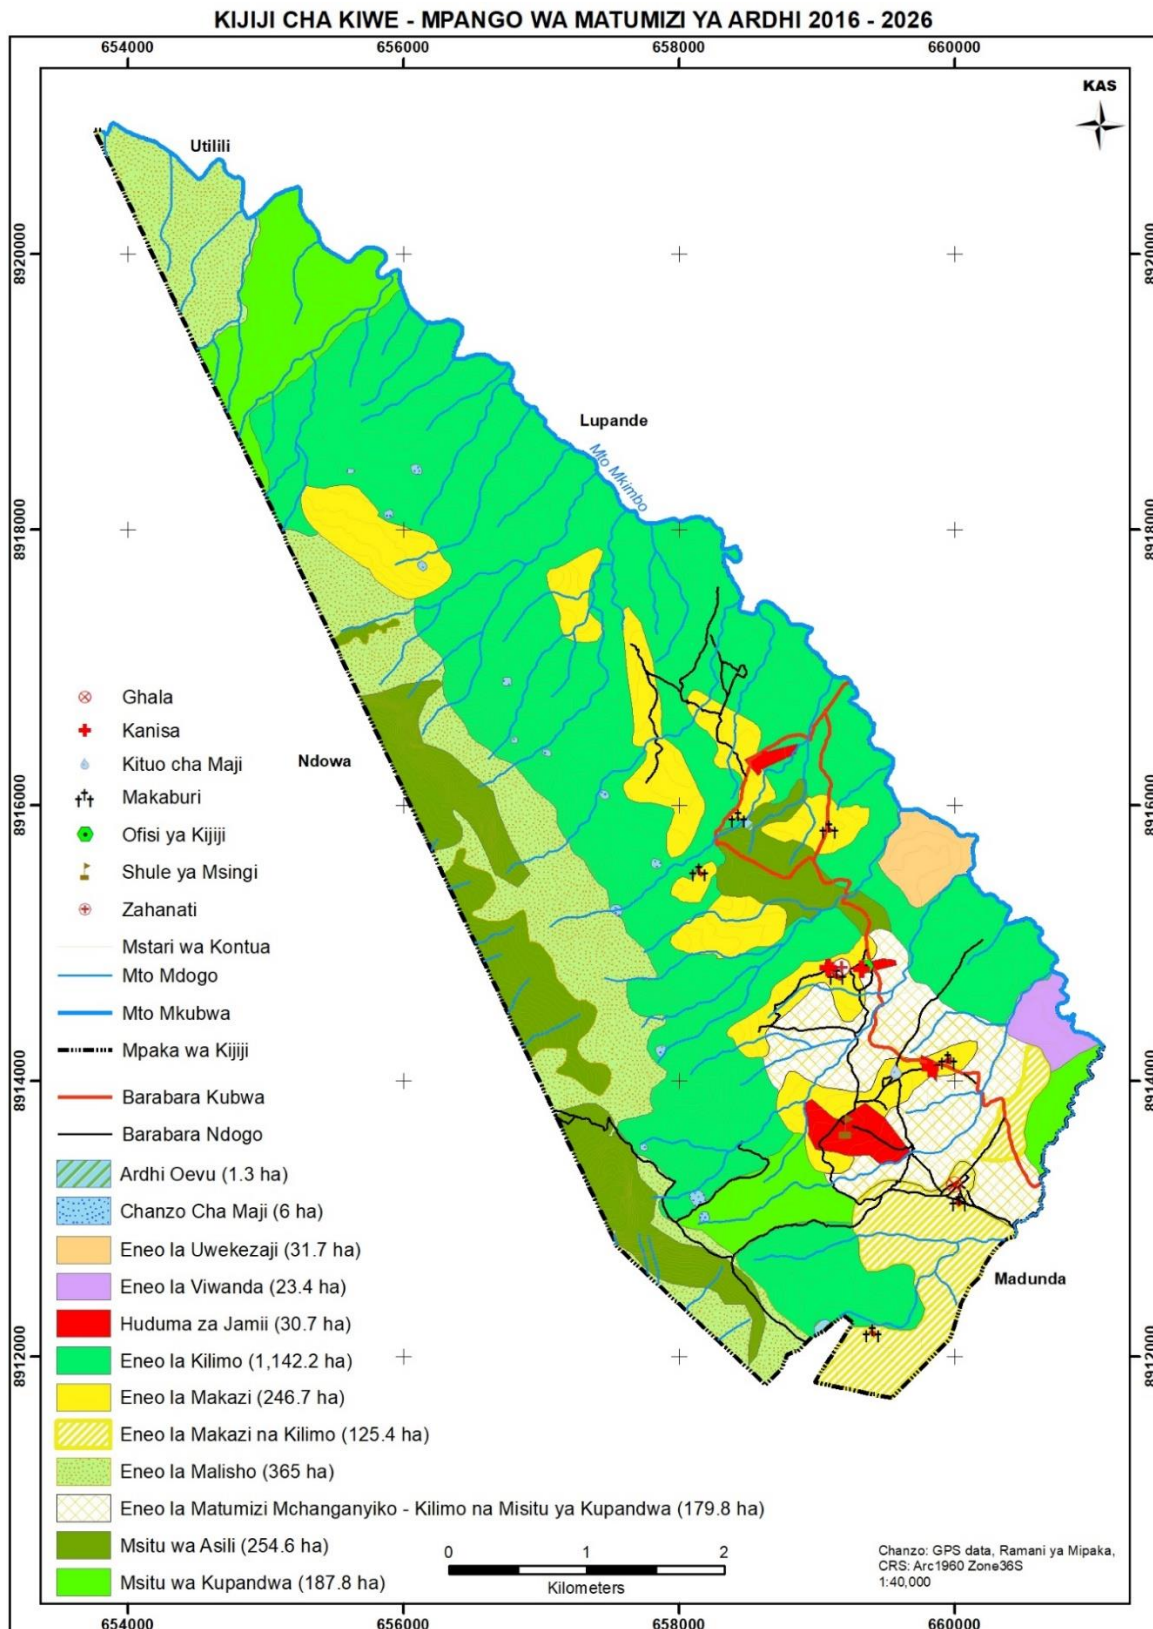 KIJIJI CHA KIWE - MPANGO WA MATUMIZI YA ARDHI 2016 - 2026
654000 656000 658000 660000
KAS
Utilili
8920000 8920000
Lupande
Mto Mkimbo
8918000 8918000
Ndowa
8916000 8916000
8914000 8914000
Madunda
8912000 8912000
Ghala
Kanisa
Kituo cha Maji
Makaburi
Ofisi ya Kijiji
Shule ya Msingi
Zahanati
Mstari wa Kontua
Mto Mdogo
Mto Mkubwa
Mpaka wa Kijiji
Barabara Kubwa
Barabara Ndogo
Ardhi Oevu (1.3 ha)
Chanzo Cha Maji (6 ha)
Eneo la Uwekezaji (31.7 ha)
Eneo la Viwanda (23.4 ha)
Huduma za Jamii (30.7 ha)
Eneo la Kilimo (1,142.2 ha)
Eneo la Makazi (246.7 ha)
Eneo la Makazi na Kilimo (125.4 ha)
Eneo la Malisho (365 ha)
Eneo la Matumizi Mchanganyiko - Kilimo na Misitu ya Kupandwa (179.8 ha)
Msitu wa Asili (254.6 ha)
Msitu wa Kupandwa (187.8 ha)
0 1 2
Kilometers
Chanzo: GPS data, Ramani ya Mipaka,
CRS: Arc1960 Zone36S
1:40,000
654000 656000 658000 660000